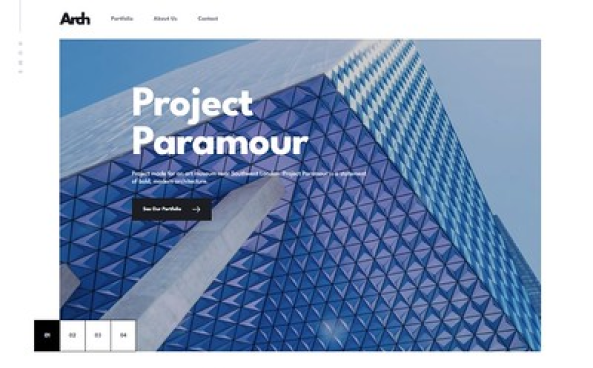 Arch
Portfolio
About Us
Contact
HOME
Project
Paramour
Project made for an art museum near Southwest London. Project Paramour is a statement
of bold, modern architecture.
See Our Portfolio
01
02
03
04